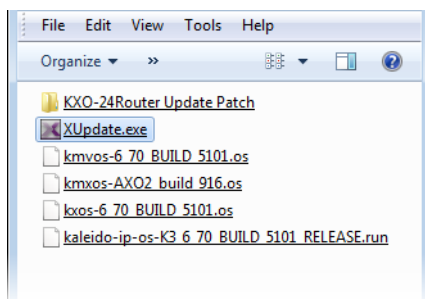 File Edit View Tools Help
Organize »
KXO-24Router Update Patch
XUpdate.exe
kmvos-6_70_BUILD_5101.os
kmxos-AXO2_build_916.os
kxos-6_70_BUILD_5101.os
kaleido-ip-os-K3_6_70_BUILD_5101_RELEASE.run